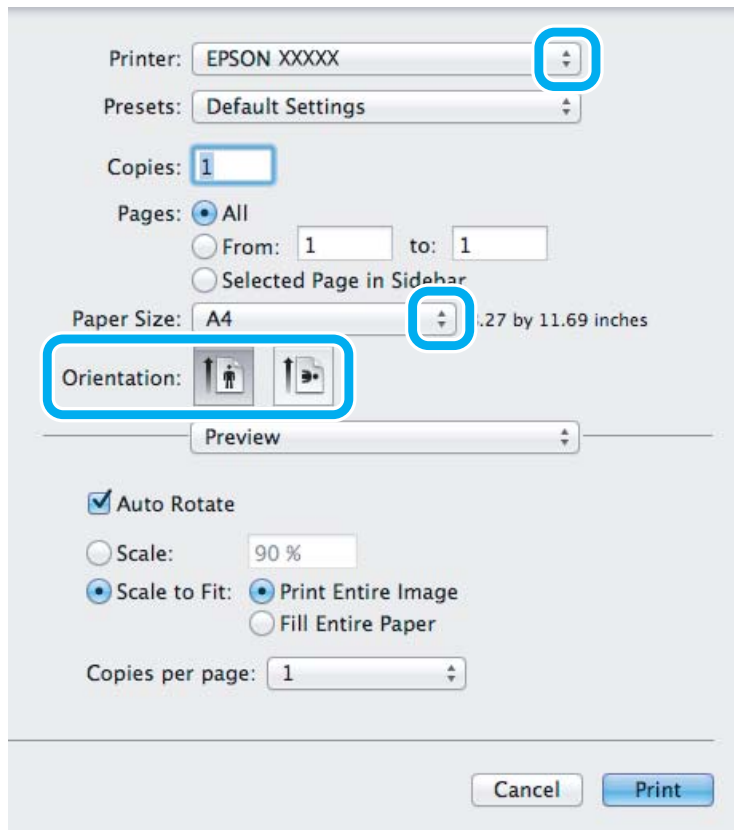 Printer: EPSON XXXXX
Presets: Default Settings
Copies: 1
Pages: All
From: 1 to: 1
Selected Page in Sidebar
Paper Size: A4 .27 by 11.69 inches
Orientation:
Preview
Auto Rotate
Scale: 90 %
Scale to Fit: Print Entire Image
Fill Entire Paper
Copies per page: 1
Cancel Print